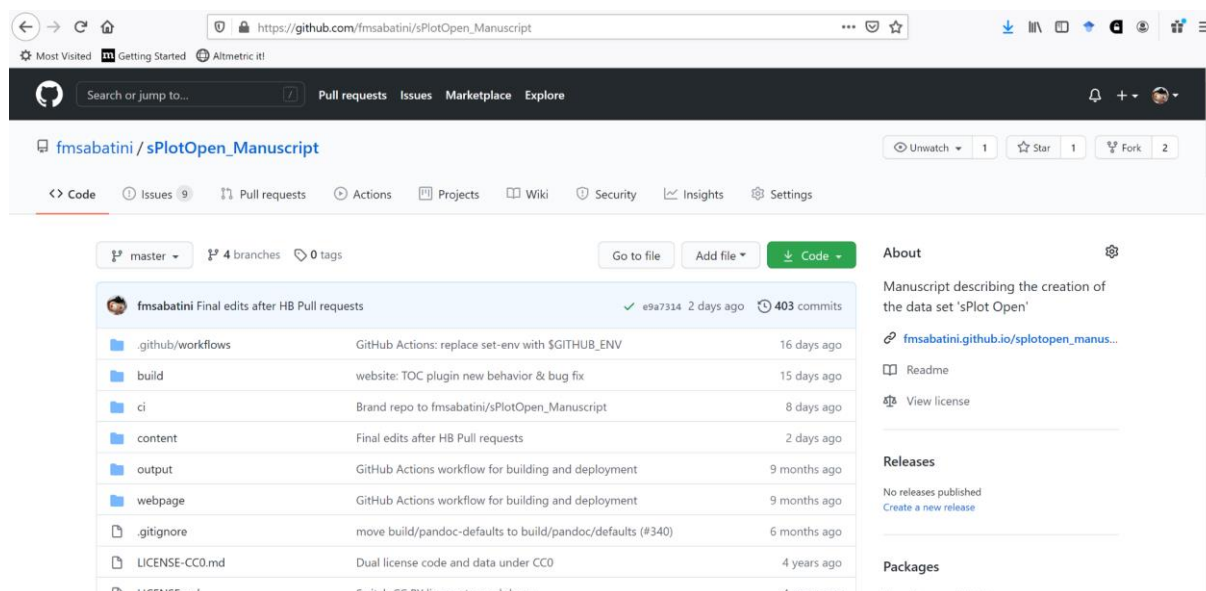 https://github.com/fmsabatini/sPlotOpen_Manuscript
Most Visited Getting Started Altmetric it!
Search or jump to... / Pull requests Issues Marketplace Explore
fmsabatini / sPlotOpen_Manuscript
Unwatch 1 Star 1 Fork 2
<> Code Issues 9 Pull requests Actions Projects Wiki Security Insights Settings
master 4 branches 0 tags Go to file Add file Code
fmsabatini Final edits after HB Pull requests e9a7314 2 days ago 403 commits
.github/workflows GitHub Actions: replace set-env with $GITHUB_ENV 16 days ago
build website: TOC plugin new behavior & bug fix 15 days ago
ci Brand repo to fmsabatini/sPlotOpen_Manuscript 8 days ago
content Final edits after HB Pull requests 2 days ago
output GitHub Actions workflow for building and deployment 9 months ago
webpage GitHub Actions workflow for building and deployment 9 months ago
.gitignore move build/pandoc-defaults to build/pandoc/defaults (#340) 6 months ago
LICENSE-CC0.md Dual license code and data under CC0 4 years ago
About
Manuscript describing the creation of
the data set 'sPlot Open'
fmsabatini.github.io/splotopen_manus...
Readme
View license
Releases
No releases published
Create a new release
Packages